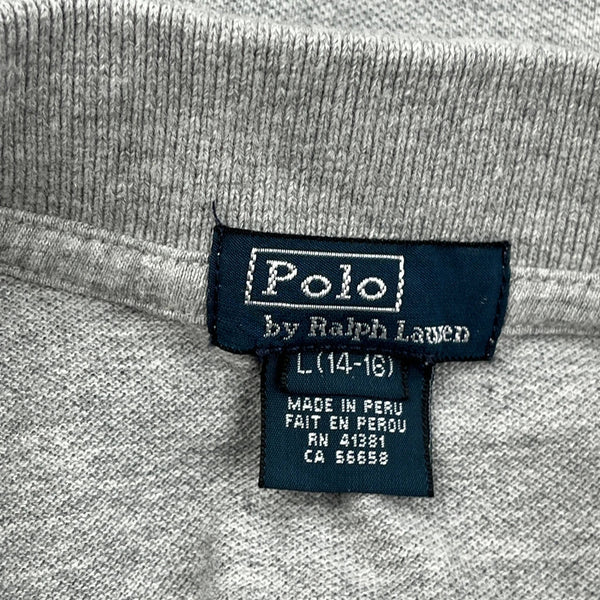 Polo
by Ralph Lauren
L (14-16)
MADE IN PERU
FAIT EN PEROU
RN 41381
CA 56658